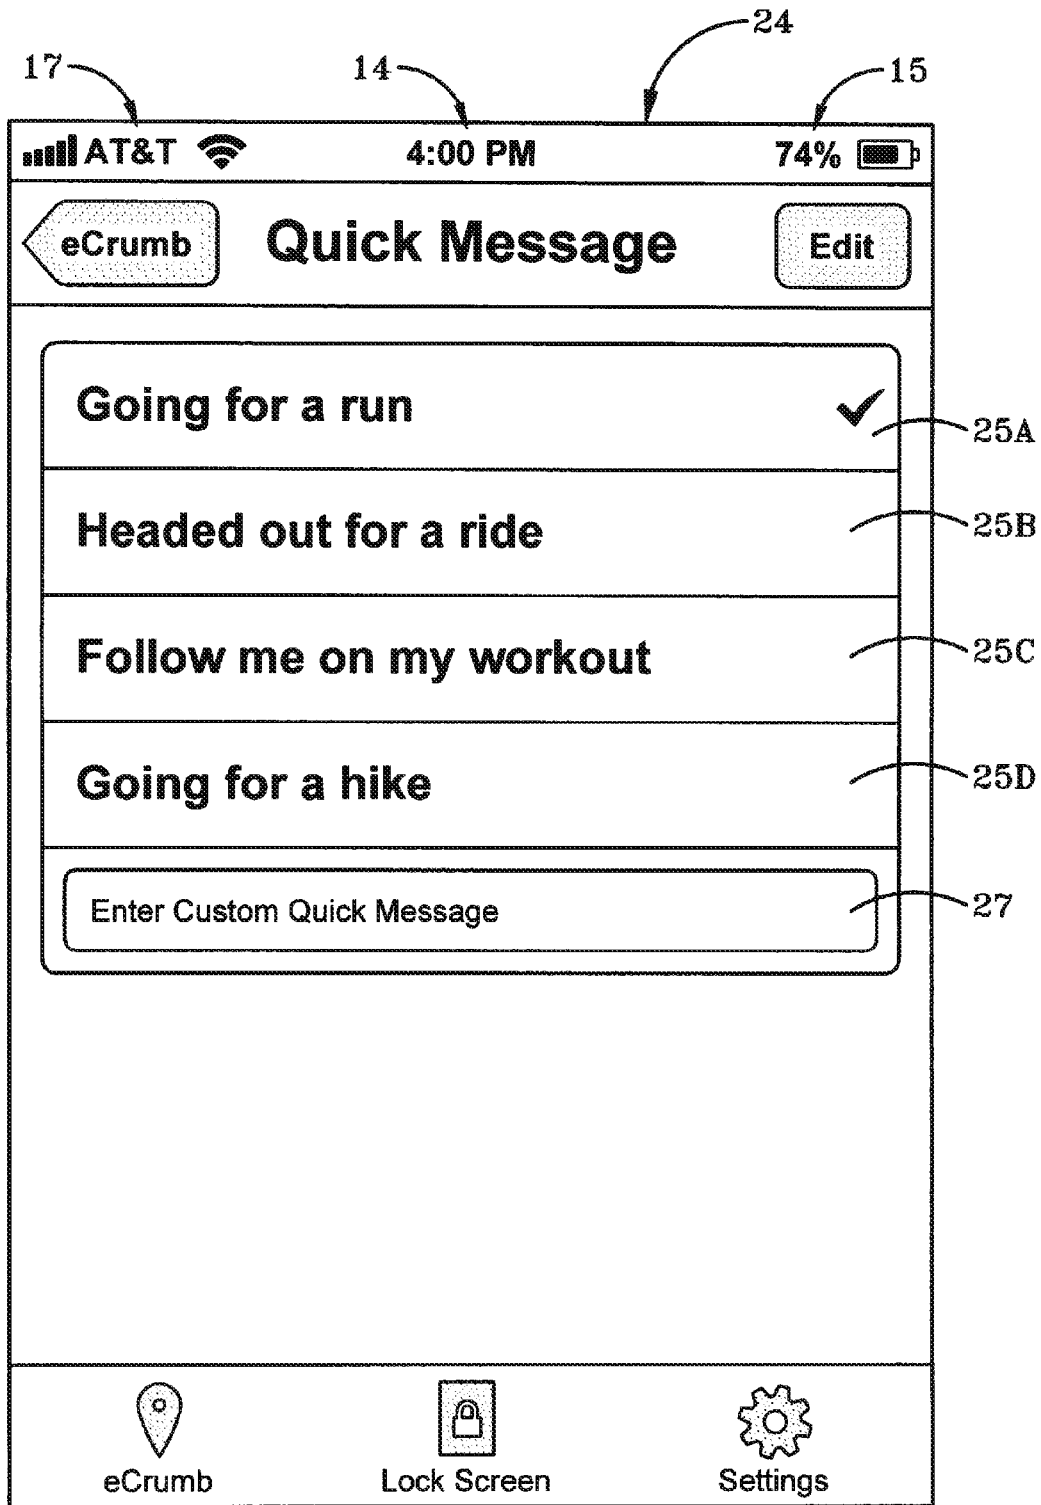 24
17 14 15
AT&T 4:00 PM 74%
eCrumb Quick Message Edit
Going for a run
25A
Headed out for a ride 25B
Follow me on my workout 25C
Going for a hike 25D
Enter Custom Quick Message 27
eCrumb Lock Screen Settings